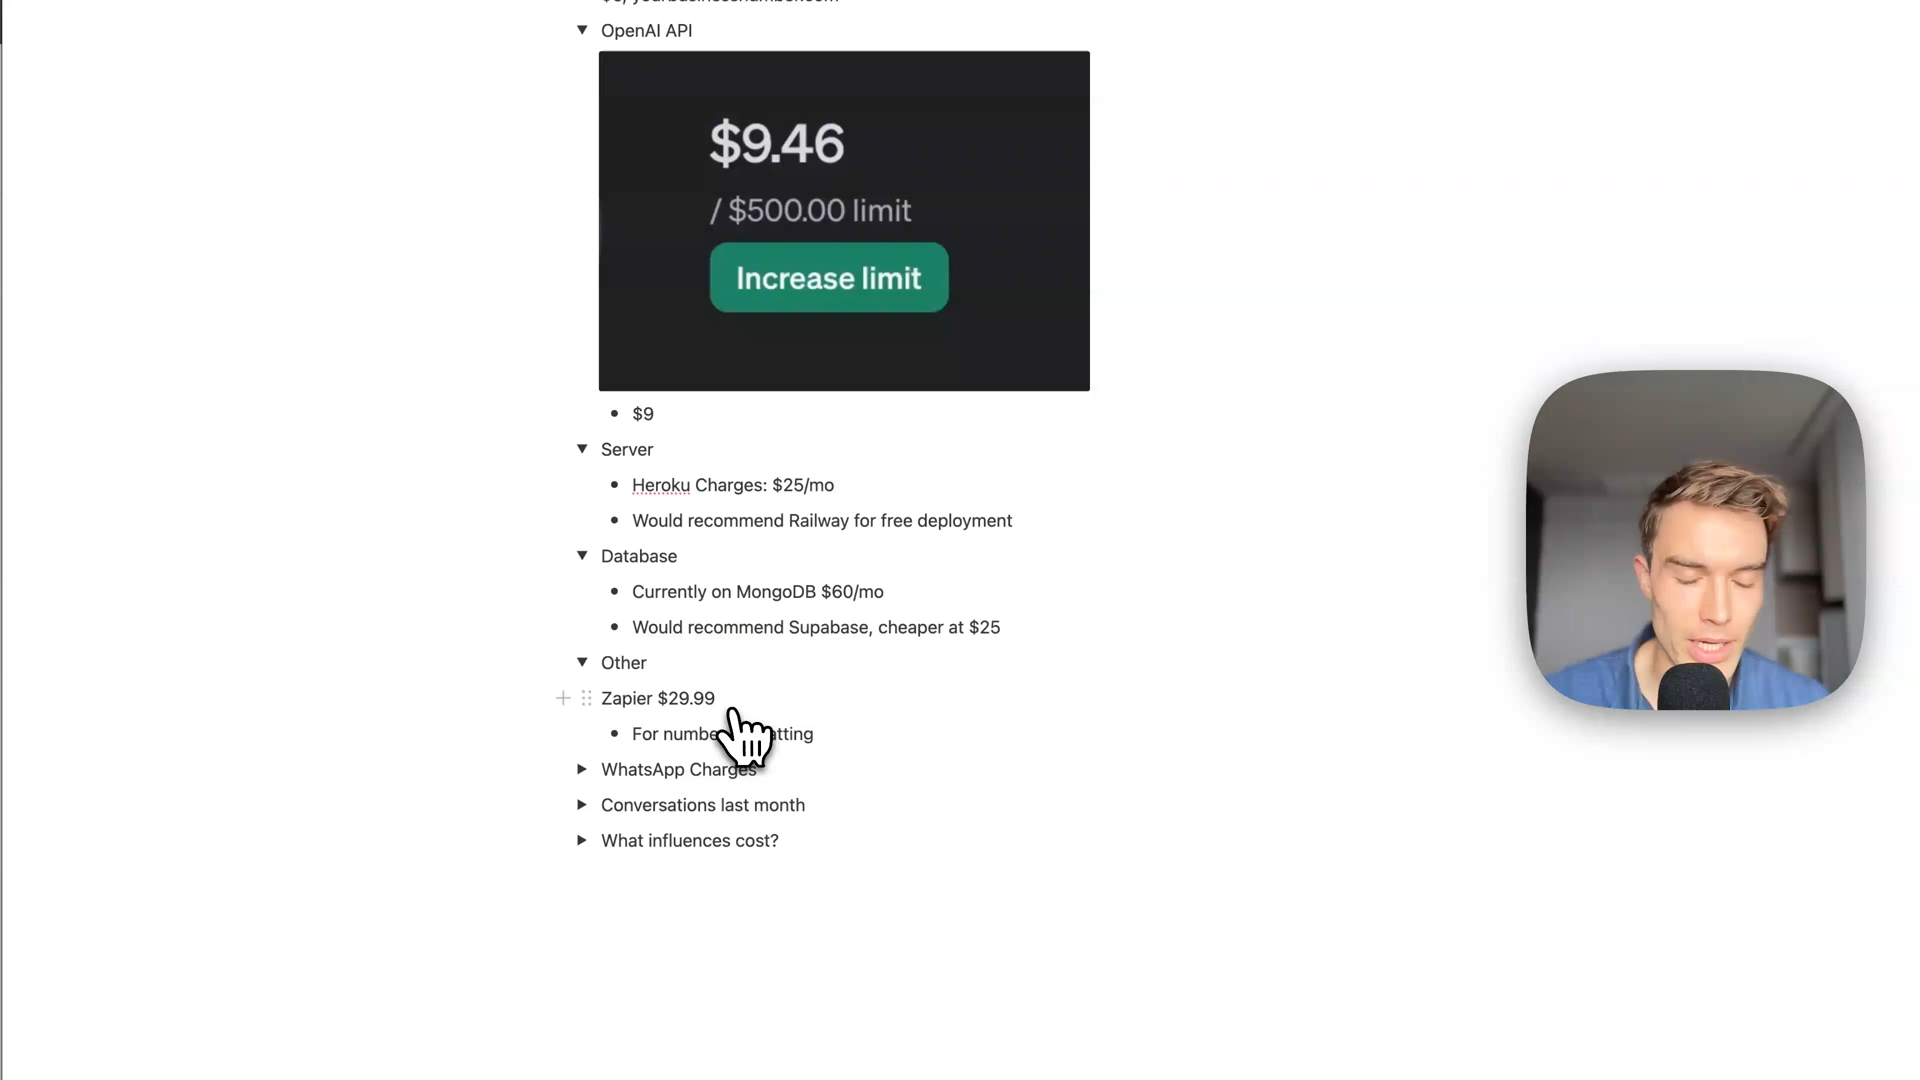 OpenAI API
$9.46
/ $500.00 limit
Increase limit
$9
Server
Heroku Charges: $25/mo
Would recommend Railway for free deployment
Database
Currently on MongoDB $60/mo
Would recommend Supabase, cheaper at $25
Other
Zapier $29.99
For
WhatsApp Charges
Conversations last month
What influences cost?